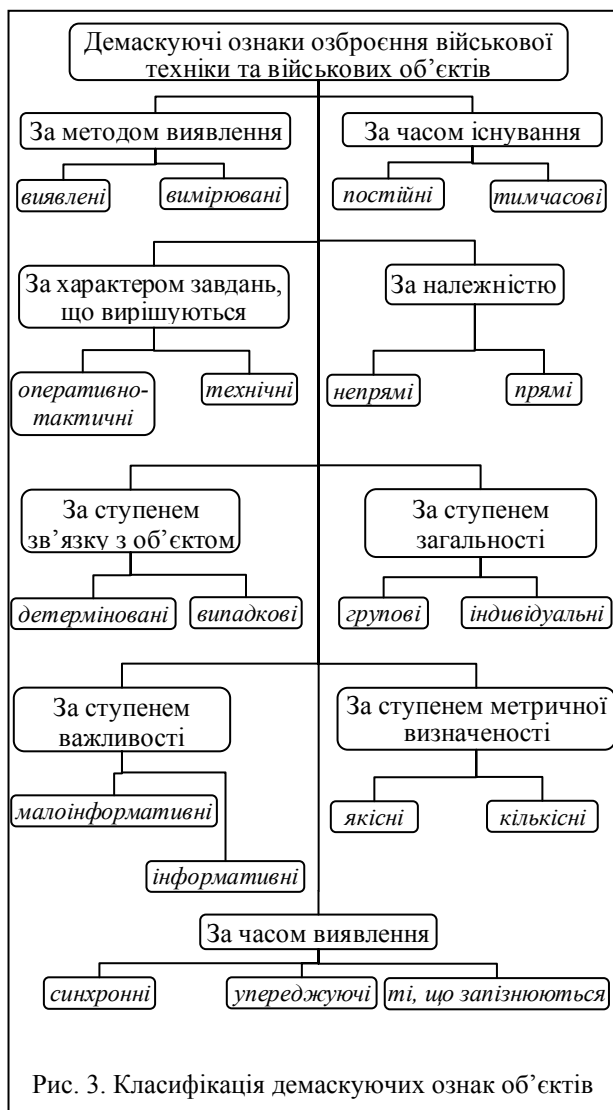 Демаскуючі ознаки озброєння військової
техніки та військових об’єктів
За методом виявлення
За часом існування
виявлені
вимірювані
постійні
тимчасові
За характером завдань,
що вирішуються
За належністю
оперативно-
тактичні
технічні
непрямі
прямі
За ступенем
зв’язку з об’єктом
За ступенем
загальності
детерміновані
випадкові
групові
індивідуальні
За ступенем
важливості
За ступенем метричної
визначеності
малоінформативні
якісні
кількісні
інформативні
За часом виявлення
синхронні
упереджуючі
ті, що запізнюються
Рис. 3. Класифікація демаскуючих ознак об’єктів